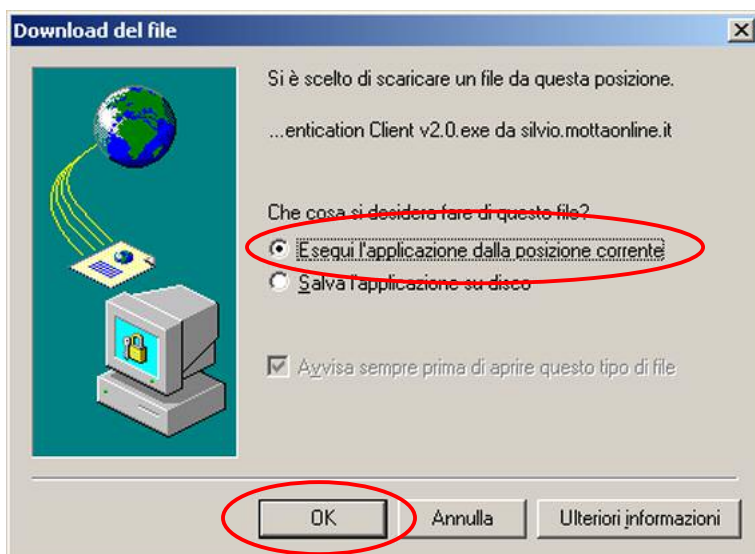 Download del file
Si è scelto di scaricare un file da questa posizione.
...entication Client v2.0.exe da silvio.mottaonline.it
Che cosa si desidera fare di questo file?
Esegui l'applicazione dalla posizione corrente
Salva l'applicazione su disco
Avvisa sempre prima di aprire questo tipo di file
OK
Annulla
Ulteriori informazioni